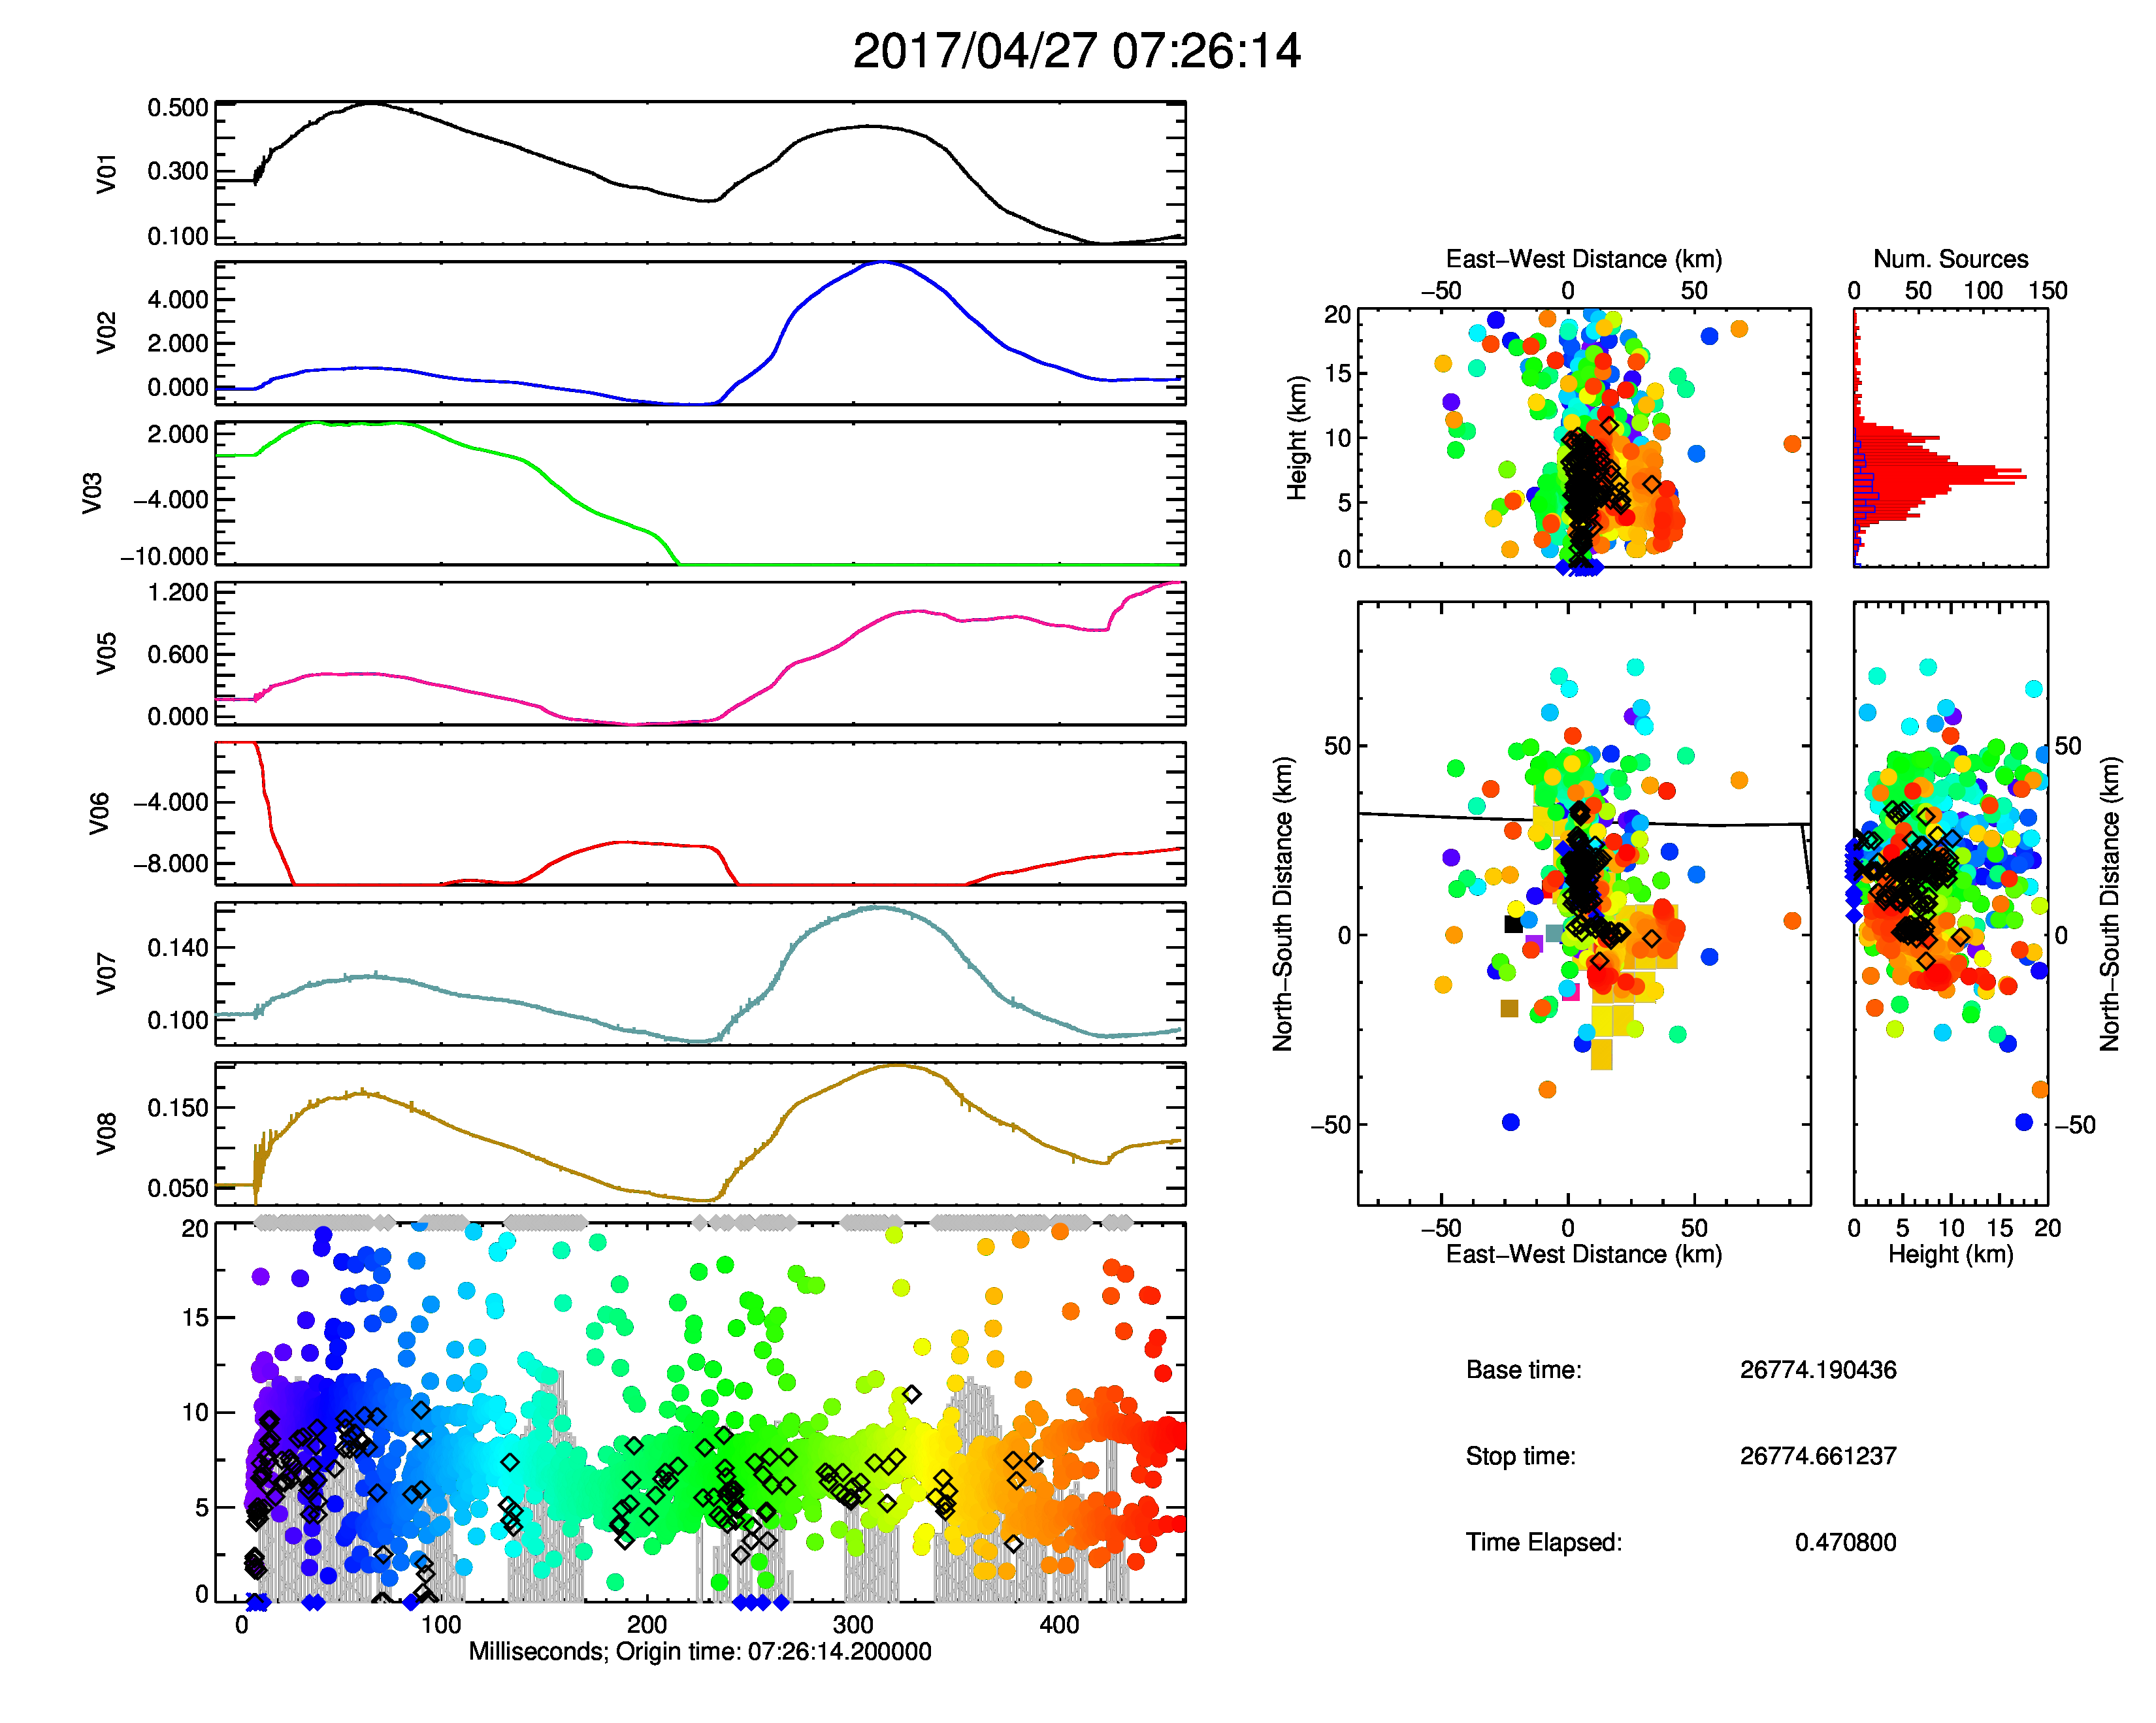 2017/04/27 07:26:14
0.500
0.300
0.100
V01
4.000
2.000
0.000
V02
2.000
−4.000
−10.000
V03
1.200
0.600
0.000
V05
−4.000
−8.000
V06
0.140
0.100
V07
0.150
0.050
V08
20
15
10
5
0
0 100 200 300 400
Milliseconds; Origin time: 07:26:14.200000
East−West Distance (km)
−50 0 50
20
15
10
5
0
Height (km)
Num. Sources
0 50 100 150
50
0
−50
North−South Distance (km)
−50 0 50
East−West Distance (km)
50
0
−50
North−South Distance (km)
0 5 10 15 20
Height (km)
Base time: 26774.190436
Stop time: 26774.661237
Time Elapsed: 0.470800